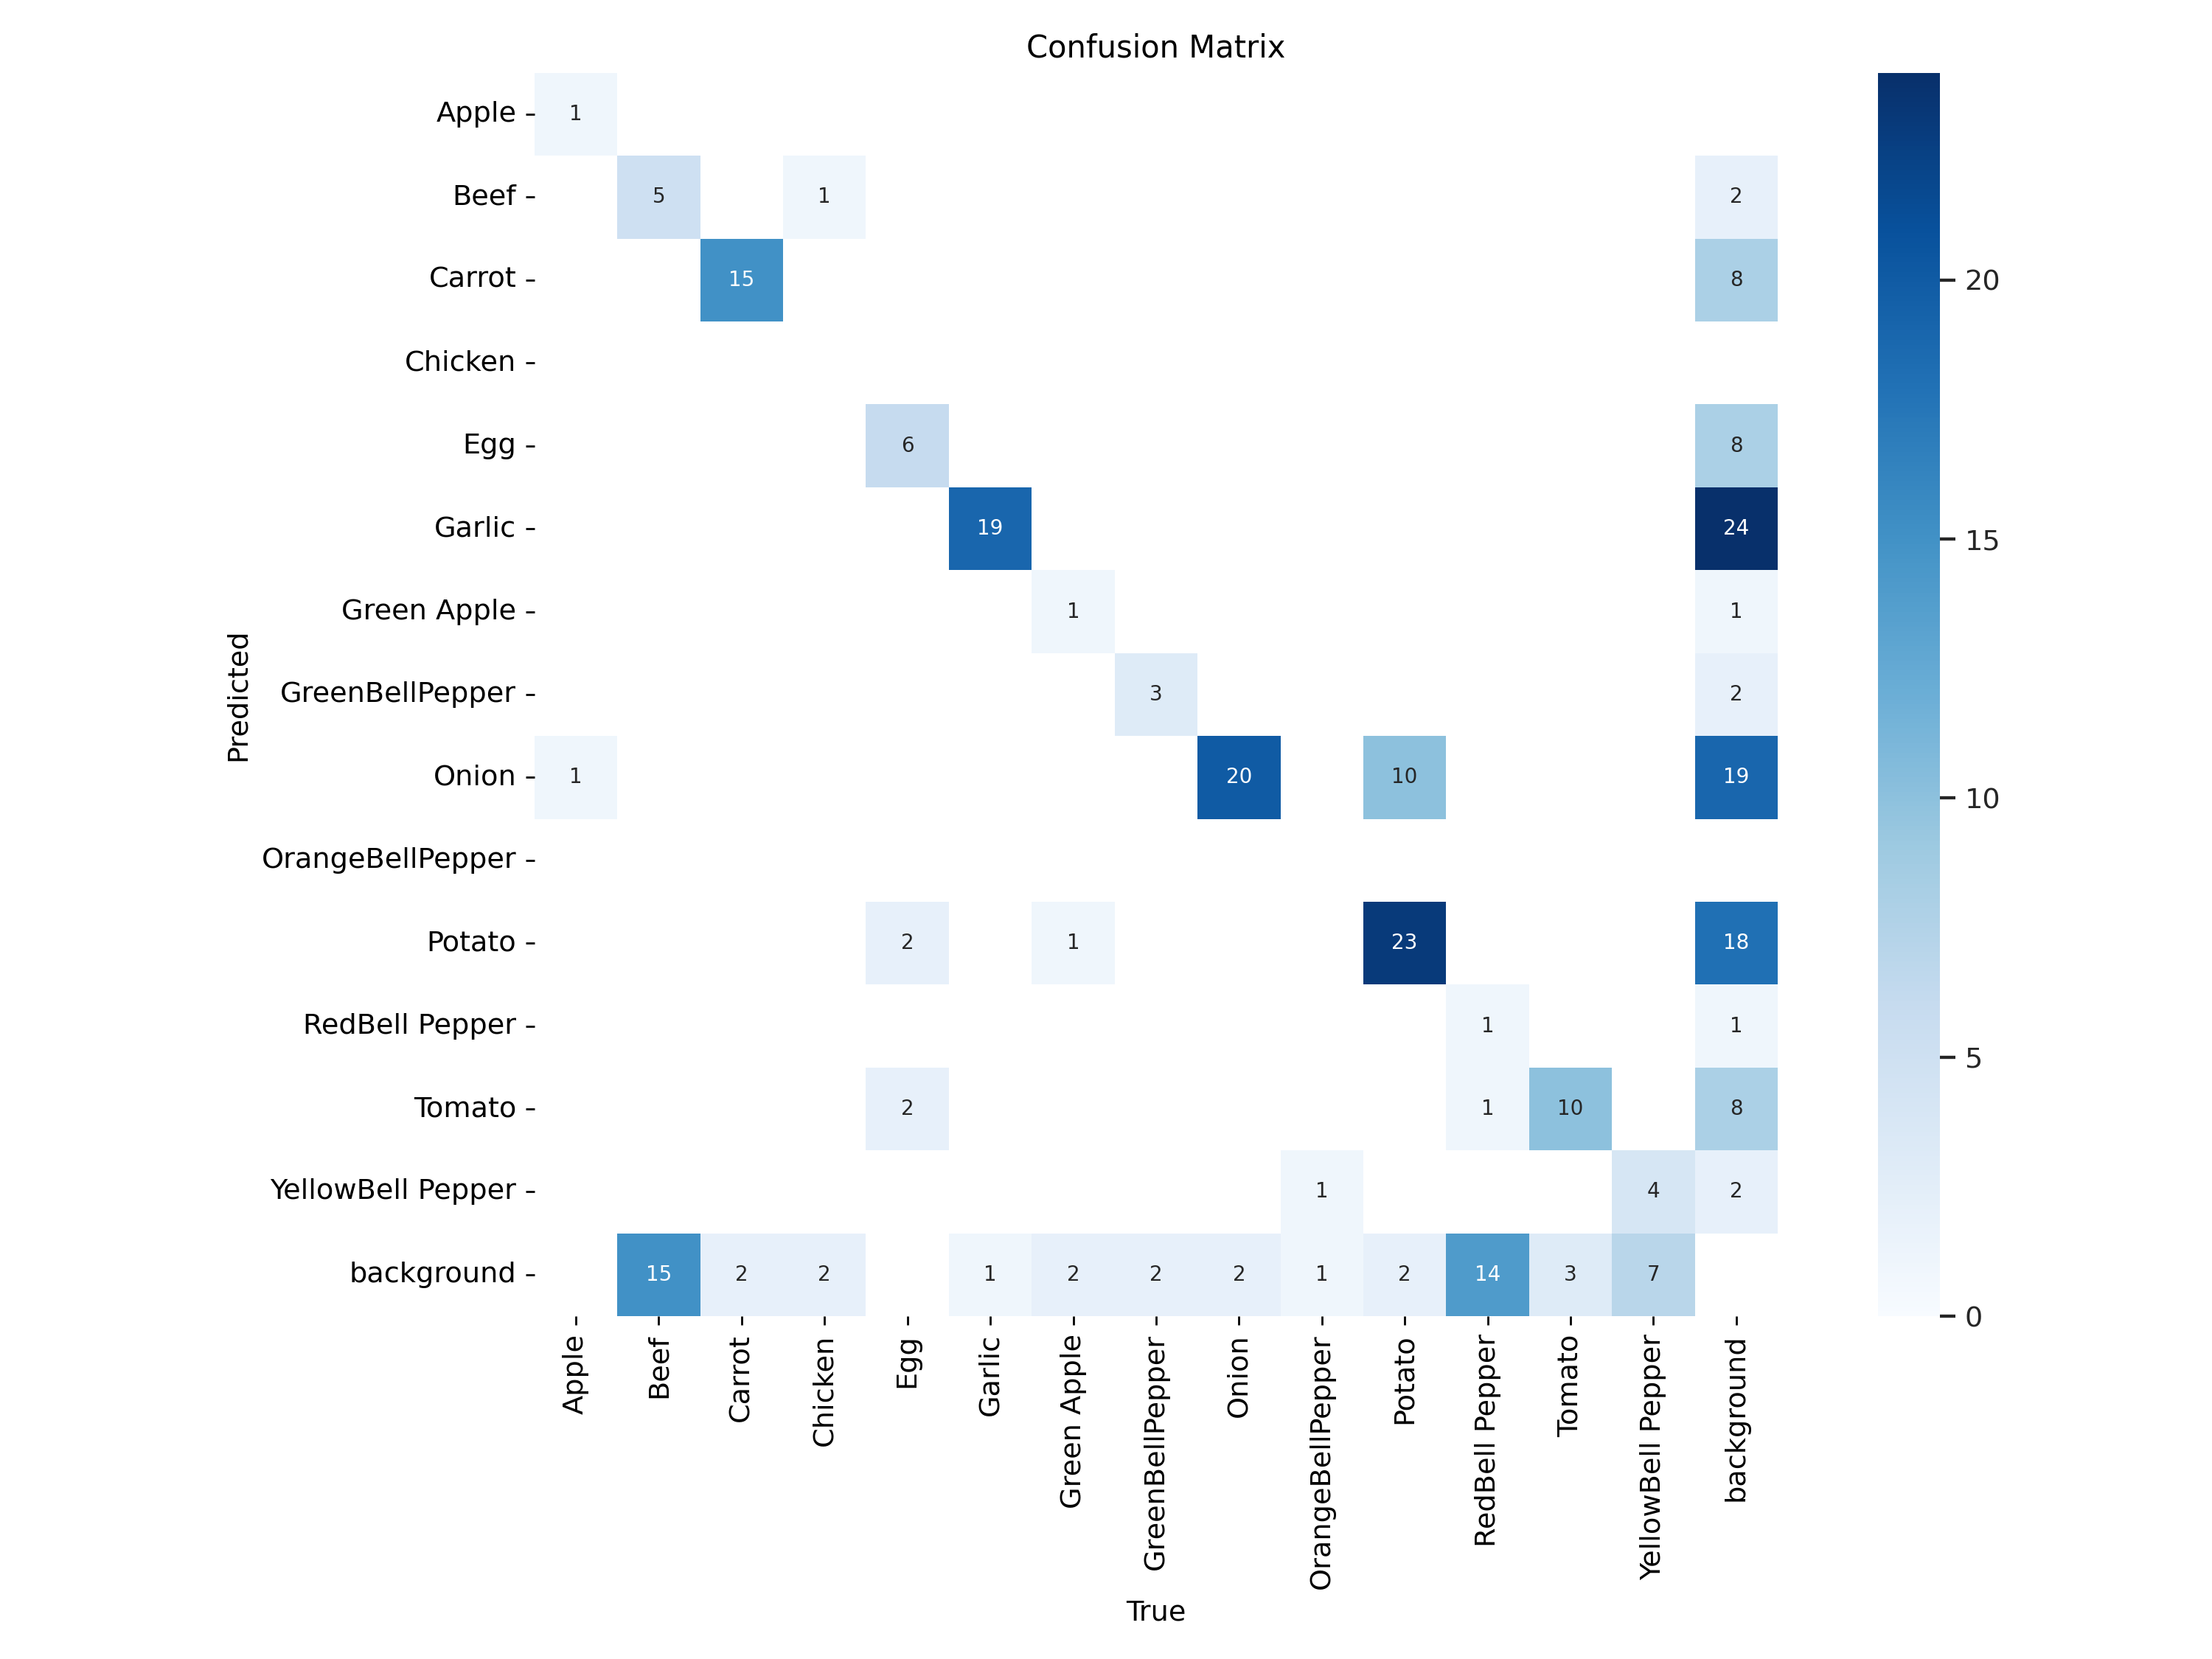 Confusion Matrix
Apple 1
Beef 5 1 2
Carrot 15 8
Chicken
Egg 6 8
Garlic 19 24
Green Apple 1 1
GreenBellPepper 3 2
Onion 1 20 10 19
OrangeBellPepper
Potato 2 1 23 18
RedBell Pepper 1 1
Tomato 2 1 10 8
YellowBell Pepper 1 4 2
background 15 2 2 1 2 2 2 1 2 14 3 7
Predicted
Apple
Beef
Carrot
Chicken
Egg
Garlic
Green Apple
GreenBellPepper
Onion
OrangeBellPepper
Potato
RedBell Pepper
Tomato
YellowBell Pepper
background
True
20
15
10
5
0